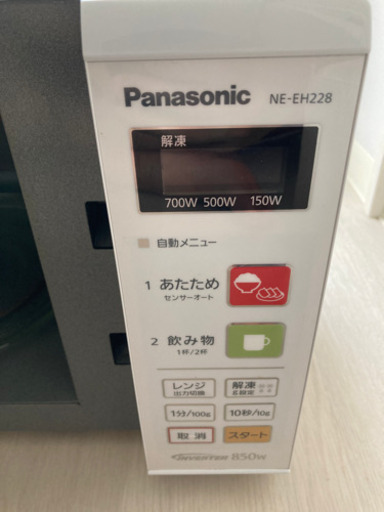 Panasonic NE-EH228
解凍
700W 500W 150W
自動メニュー
1 あたため
センサーオート
2 飲み物
1杯/2杯
レンジ
出力切換
解凍
1分/100g
10秒/10g
取消
スタート
INVERTER 850W